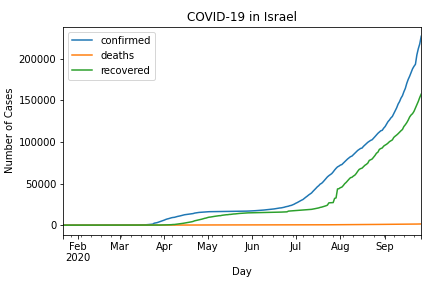 COVID-19 in Israel
confirmed
deaths
recovered
Number of Cases
200000
150000
100000
50000
0
Feb Mar Apr May Jun Jul Aug Sep
2020
Day